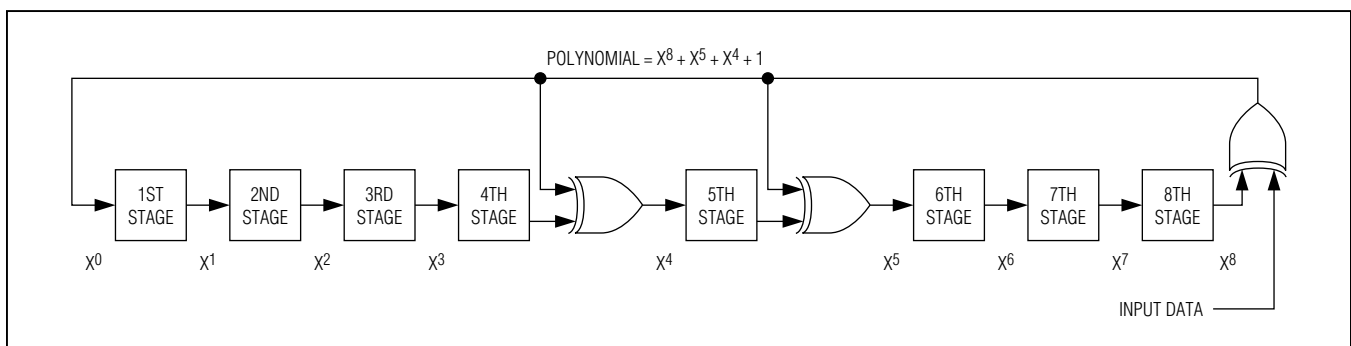 POLYNOMIAL = X⁸ + X⁵ + X⁴ + 1
1ST
STAGE
2ND
STAGE
3RD
STAGE
4TH
STAGE
5TH
STAGE
6TH
STAGE
7TH
STAGE
8TH
STAGE
X⁰
X¹
X²
X³
X⁴
X⁵
X⁶
X⁷
X⁸
INPUT DATA